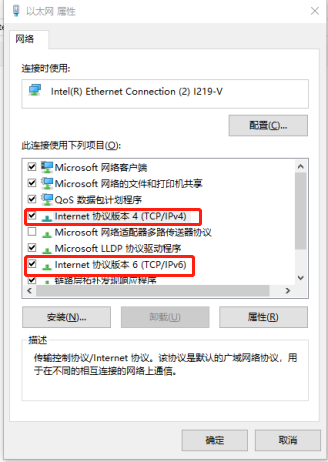 以太网 属性
网络
连接时使用:
Intel(R) Ethernet Connection (2) I219-V
配置(C)...
此连接使用下列项目(O):
Microsoft 网络客户端
Microsoft 网络的文件和打印机共享
QoS 数据包计划程序
Internet 协议版本 4 (TCP/IPv4)
Microsoft 网络适配器多路传送器协议
Microsoft LLDP 协议驱动程序
Internet 协议版本 6 (TCP/IPv6)
链路层拓扑发现响应程序
安装(N)...
卸载(U)
属性(R)
描述
传输控制协议/Internet 协议。该协议是默认的广域网络协议，用
于在不同的相互连接的网络上通信。
确定
取消